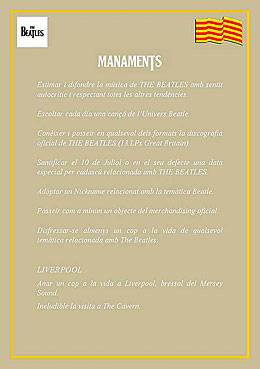 THE
BEATLES
MANAMENTS
Estimar i difondre la música de THE BEATLES amb sentit
autocrític i respectant totes les altres tendències.
Escoltar cada dia una cançó de l'Univers Beatle
Conèixer i posseir en qualsevol dels formats la discografia
oficial de THE BEATLES (13 LPs Great Britain)
Santificar el 10 de Juliol o en el seu defecte una data
especial per cadascú relacionada amb THE BEATLES.
Adoptar un Nickname relacionat amb la temàtica Beatle.
Posseir com a mínim un objecte del merchandising oficial.
Disfressar-se almenys un cop a la vida de qualsevol
temàtica relacionada amb The Beatles.
LIVERPOOL
Anar un cop a la vida a Liverpool, bressol del Mersey
Sound.
Ineludible la visita a The Cavern.